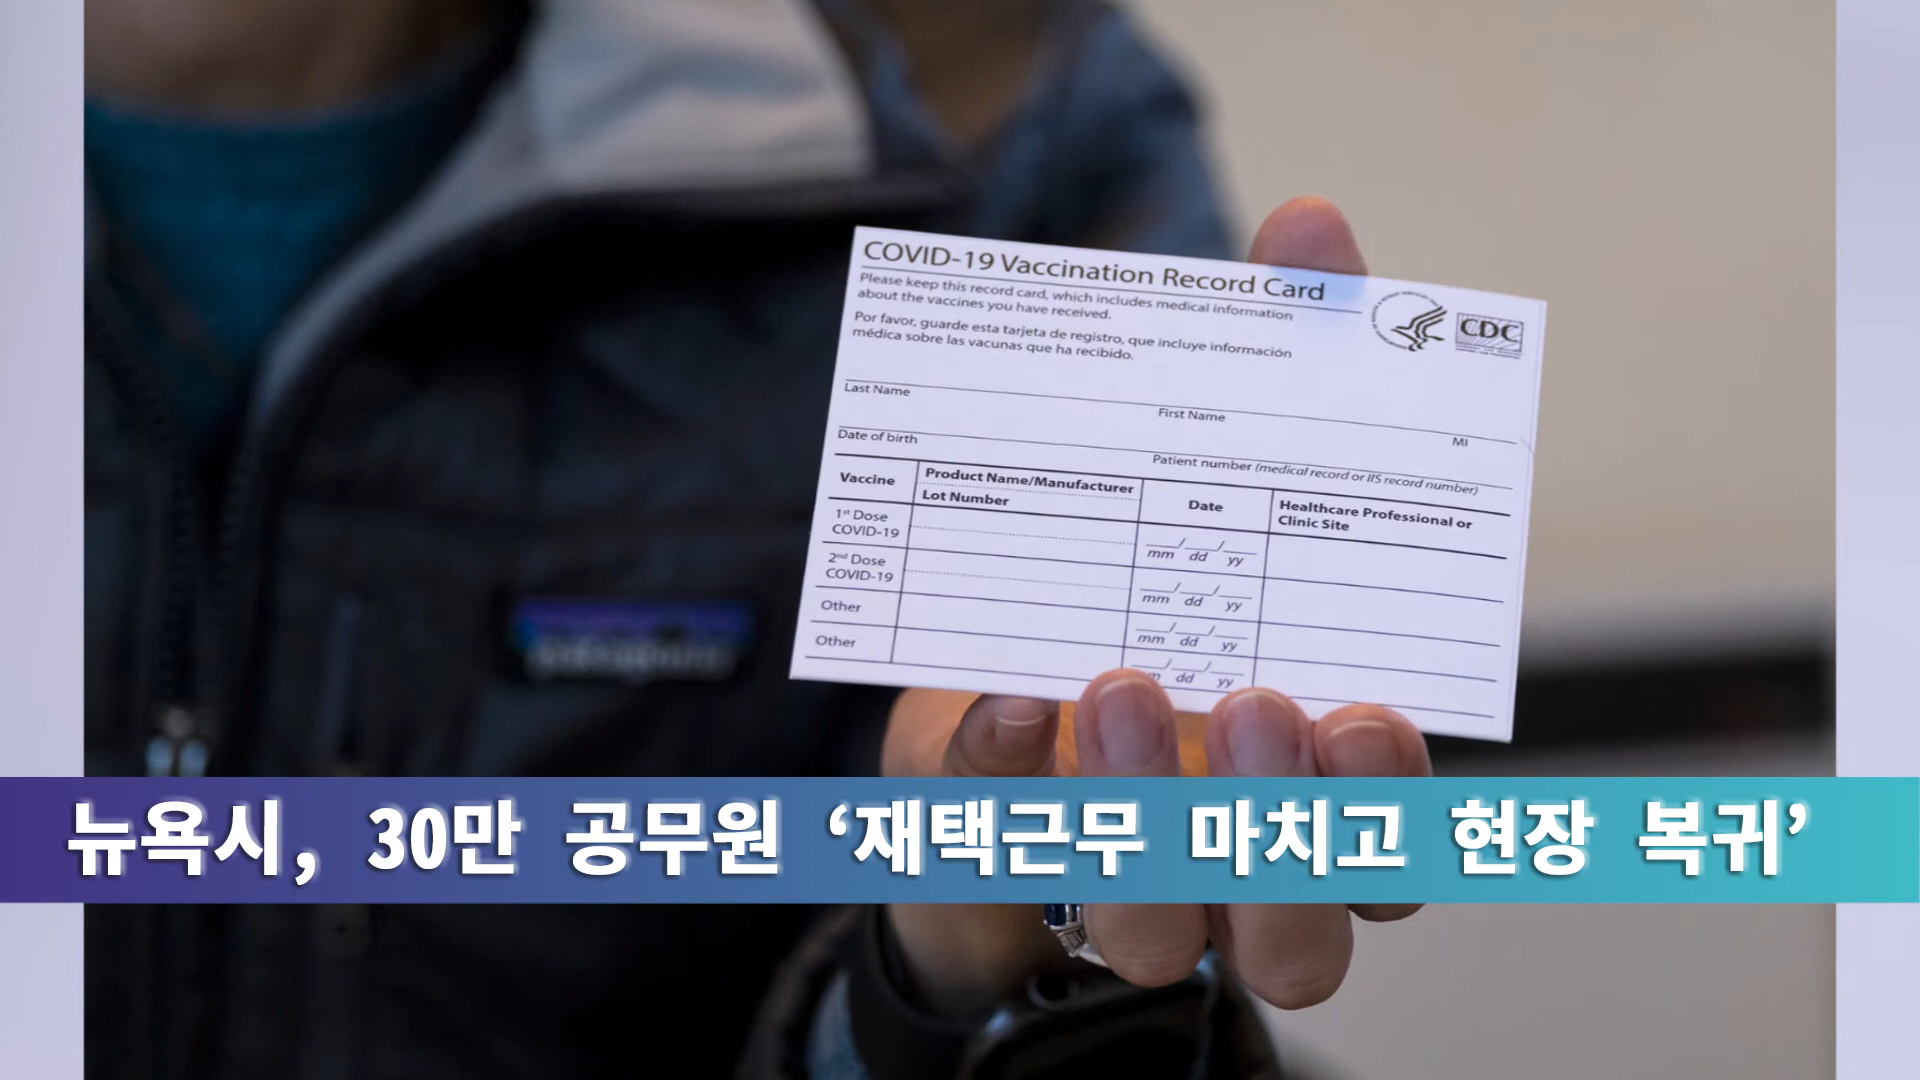 COVID-19 Vaccination Record Card
Please keep this record card, which includes medical information
about the vaccines you have received.
Por favor, guarde esta tarjeta de registro, que incluye información
médica sobre las vacunas que ha recibido.
CDC
Last Name First Name MI
Date of birth Patient number (medical record or IIS record number)
Vaccine Product Name/Manufacturer Date Healthcare Professional or
Lot Number Clinic Site
1st Dose
COVID-19
mm dd yy
2nd Dose
COVID-19
mm dd yy
Other
mm dd yy
Other
dd yy
뉴욕시, 30만 공무원 ‘재택근무 마치고 현장 복귀’